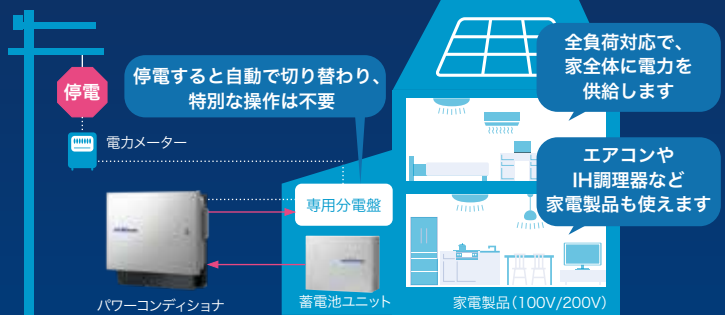 停電
停電すると自動で切り替わり、
特別な操作は不要
全負荷対応で、
家全体に電力を
供給します
電力メーター
エアコンや
IH調理器など
家電製品も使えます
専用分電盤
パワーコンディショナ
蓄電池ユニット
家電製品(100V/200V)